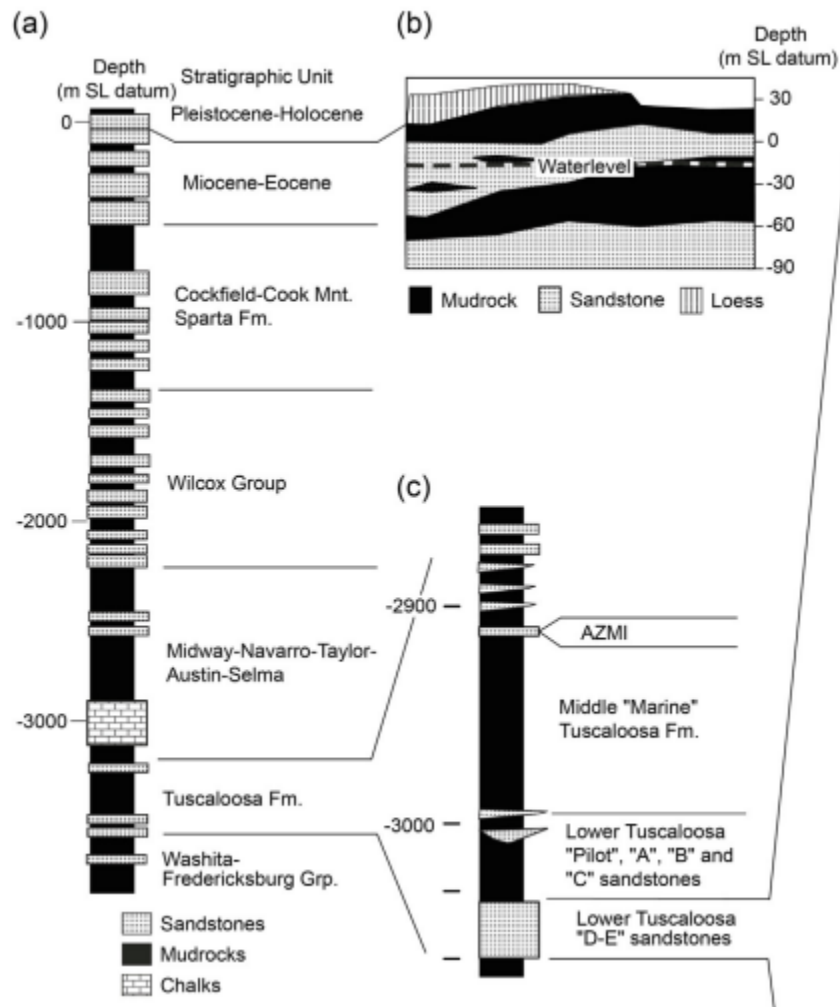 (a)
Depth
(m SL datum)
Stratigraphic Unit
Pleistocene-Holocene
0
Miocene-Eocene
Cockfield-Cook Mnt.
Sparta Fm.
-1000
Wilcox Group
-2000
Midway-Navarro-Taylor-
Austin-Selma
-3000
Tuscaloosa Fm.
Washita-
Fredericksburg Grp.
Sandstones
Mudrocks
Chalks
(b)
Depth
(m SL datum)
30
0
Waterlevel
-30
-60
-90
Mudrock
Sandstone
Loess
(c)
-2900
AZMI
Middle "Marine"
Tuscaloosa Fm.
-3000
Lower Tuscaloosa
"Pilot", "A", "B" and
"C" sandstones
Lower Tuscaloosa
"D-E" sandstones